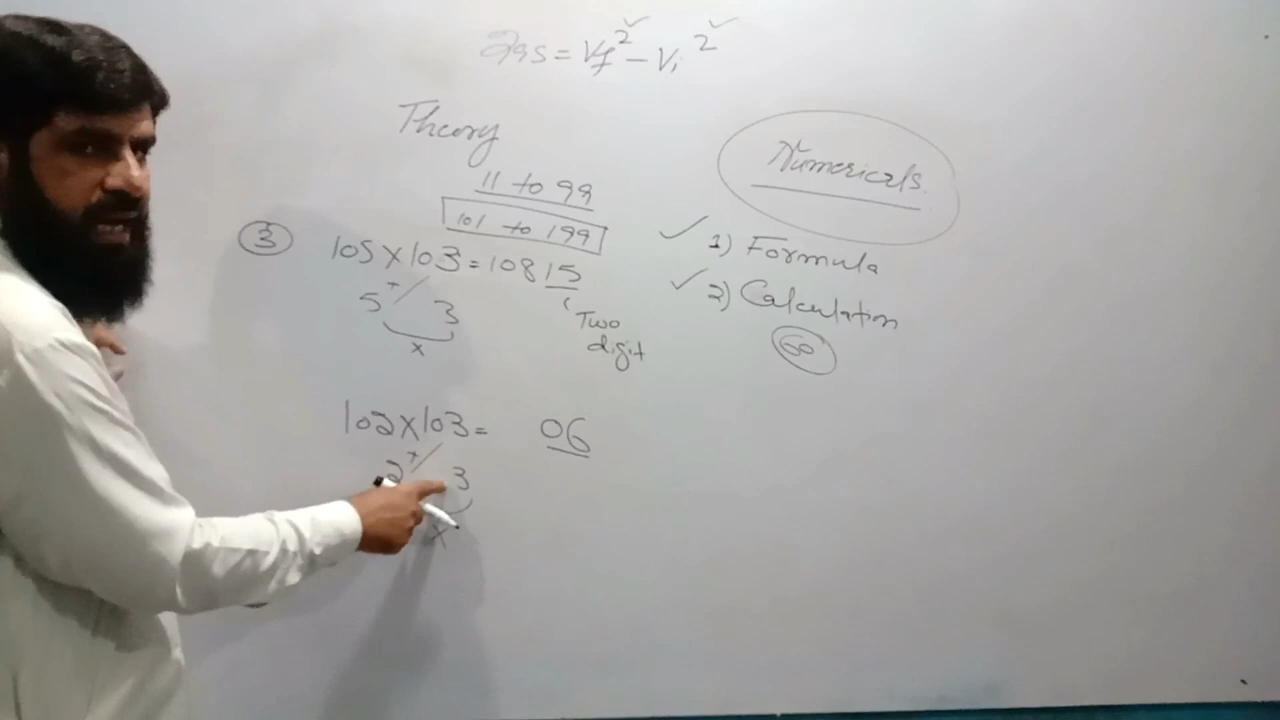 2as = Vf² - Vi²
Theory
11 to 99
101 to 199
3
105 x 103 = 10815
+
5 3
x
Two
digit
102 x 103 = 06
+
2 3
x
Numericals
1) Formula
2) Calculation
60